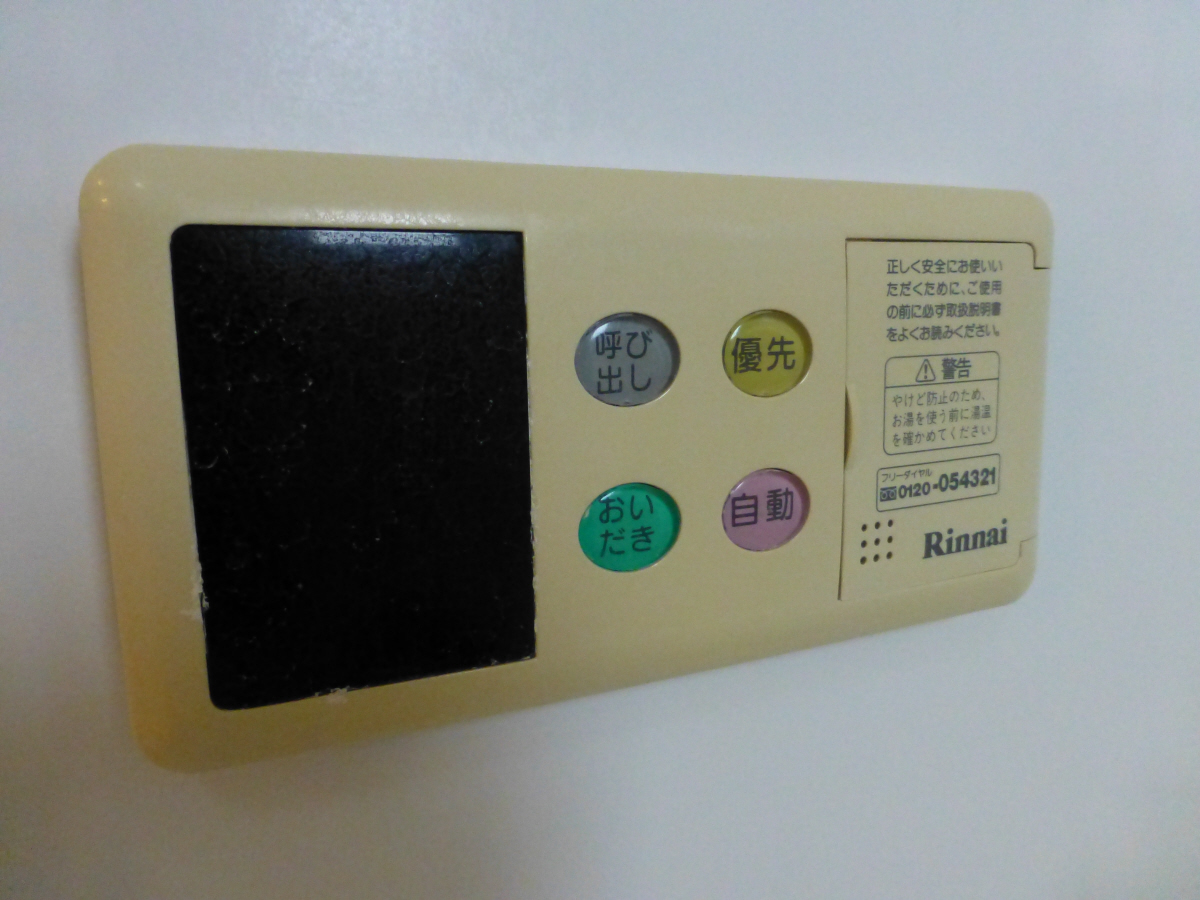 呼び
出し
優先
おい
だき
自動
正しく安全にお使いい
ただくために、ご使用
の前に必ず取扱説明書
をよくお読みください。
警告
やけど防止のため、
お湯を使う前に湯温
を確かめてください
フリーダイヤル
0120-054321
Rinnai